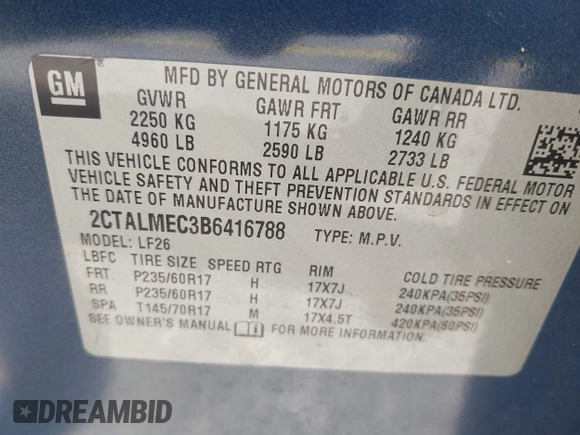 GM
MFD BY GENERAL MOTORS OF CANADA LTD.
GVWR GAWR FRT GAWR RR
2250 KG 1175 KG 1240 KG
4960 LB 2590 LB 2733 LB
THIS VEHICLE CONFORMS TO ALL APPLICABLE U.S. FEDERAL MOTOR
VEHICLE SAFETY AND THEFT PREVENTION STANDARDS IN EFFECT ON
THE DATE OF MANUFACTURE SHOWN ABOVE.
2CTALMEC3B6416788 TYPE: M.P.V.
MODEL: LF26
LBFC TIRE SIZE SPEED RTG RIM COLD TIRE PRESSURE
FRT P235/60R17 H 17X7J 240KPA(35PSI)
RR P235/60R17 H 17X7J 240KPA(35PSI)
SPA T145/70R17 M 17X4.5T 420KPA(60PSI)
SEE OWNER'S MANUAL FOR MORE INFORMATION.
DREAMBID